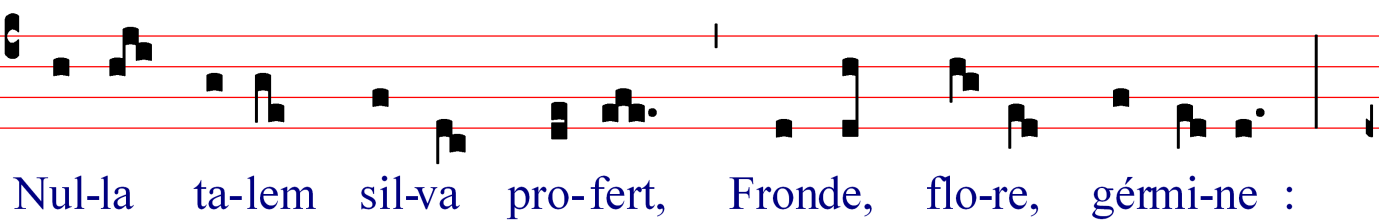 Nul-la ta-lem sil-va pro-fert, Fronde, flo-re, gérmi-ne :